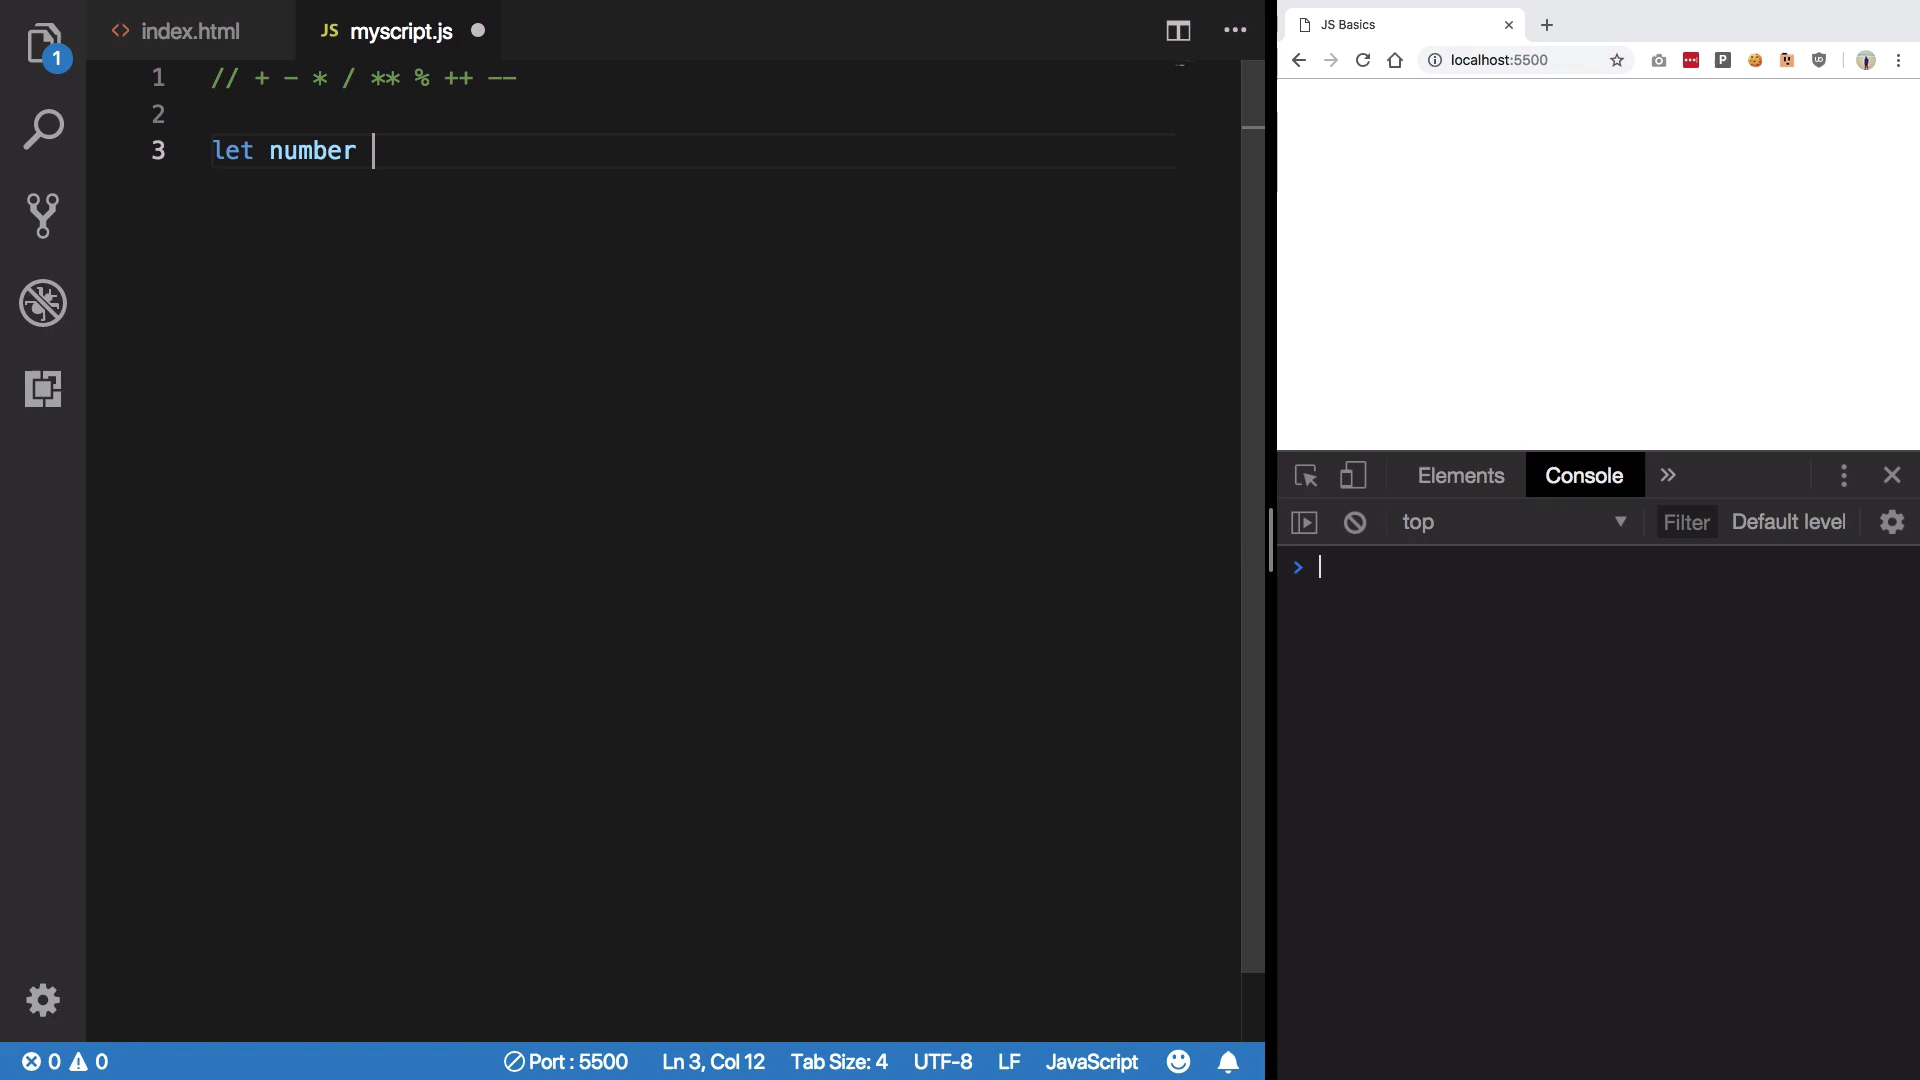 index.html
JS myscript.js
1 // + - * / ** % ++ --
2
3 let number
1
0 0
Port : 5500
Ln 3, Col 12
Tab Size: 4
UTF-8
LF
JavaScript
JS Basics
localhost:5500
P
Elements
Console
top
Filter
Default level